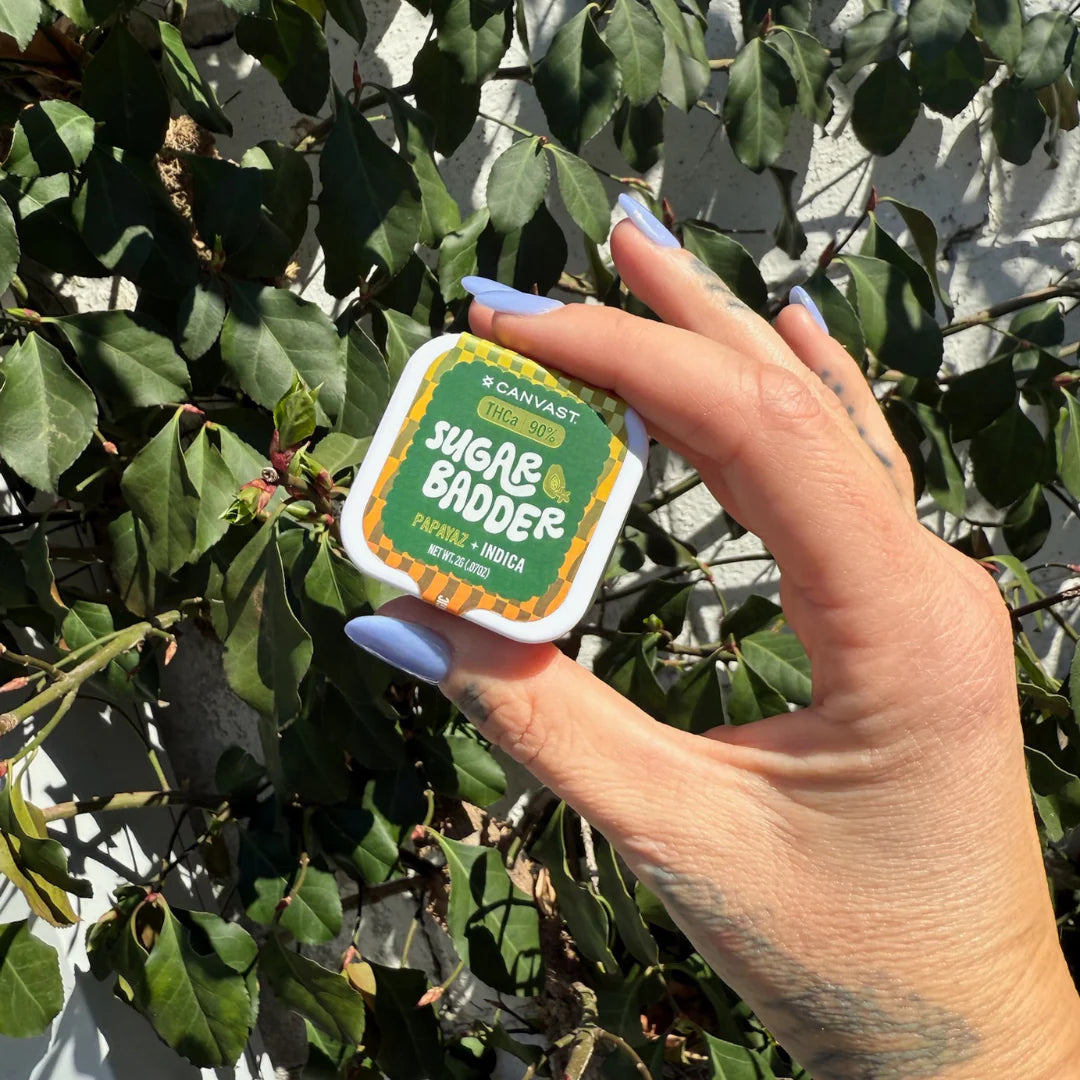 CANVAST.
THCa 90%
SUGAR
BADDER
PAPAYAZ + INDICA
NET WT. 2G (.07OZ)